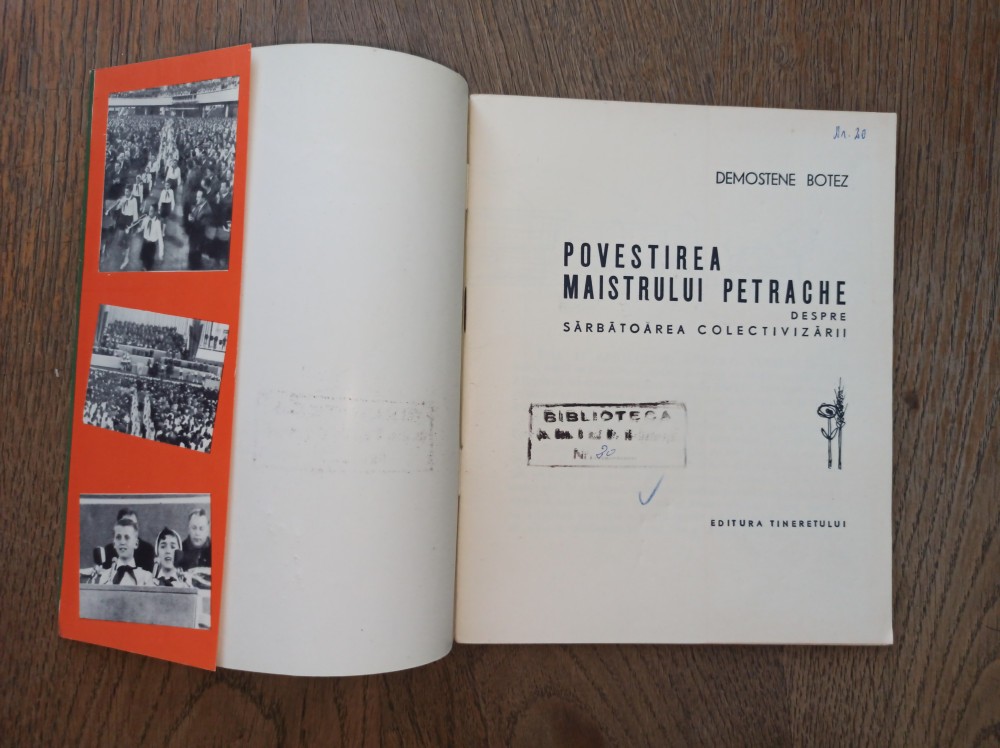 Nr. 20
DEMOSTENE BOTEZ
POVESTIREA
MAISTRULUI PETRACHE
DESPRE
SĂRBĂTOAREA COLECTIVIZĂRII
BIBLIOTECA
Nr. 20
EDITURA TINERETULUI